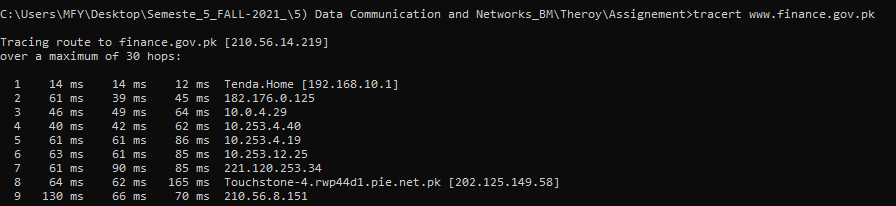 C:\Users\MFY\Desktop\Semeste_5_FALL-2021_\5) Data Communication and Networks_BM\Theroy\Assignement>tracert www.finance.gov.pk
Tracing route to finance.gov.pk [210.56.14.219]
over a maximum of 30 hops:
1 14 ms 14 ms 12 ms Tenda.Home [192.168.10.1]
2 61 ms 39 ms 45 ms 182.176.0.125
3 46 ms 49 ms 64 ms 10.0.4.29
4 40 ms 42 ms 62 ms 10.253.4.40
5 61 ms 61 ms 86 ms 10.253.4.19
6 63 ms 61 ms 85 ms 10.253.12.25
7 61 ms 90 ms 85 ms 221.120.253.34
8 64 ms 62 ms 165 ms Touchstone-4.rwp44d1.pie.net.pk [202.125.149.58]
9 130 ms 66 ms 70 ms 210.56.8.151